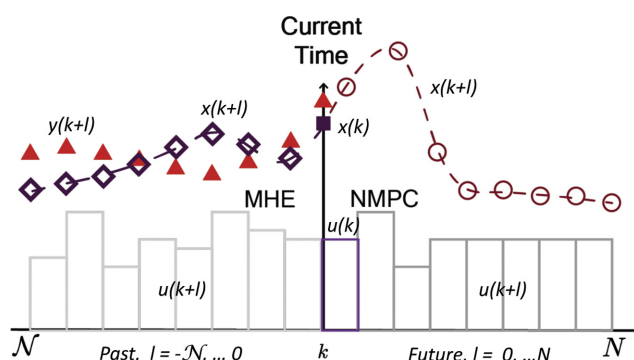 Current
Time
y(k+l)
x(k+l)
x(k)
x(k+l)
MHE
NMPC
u(k)
u(k+l)
u(k+l)
𝒩
Past, l = -𝒩, ... 0
k
Future, l = 0, ...N
N